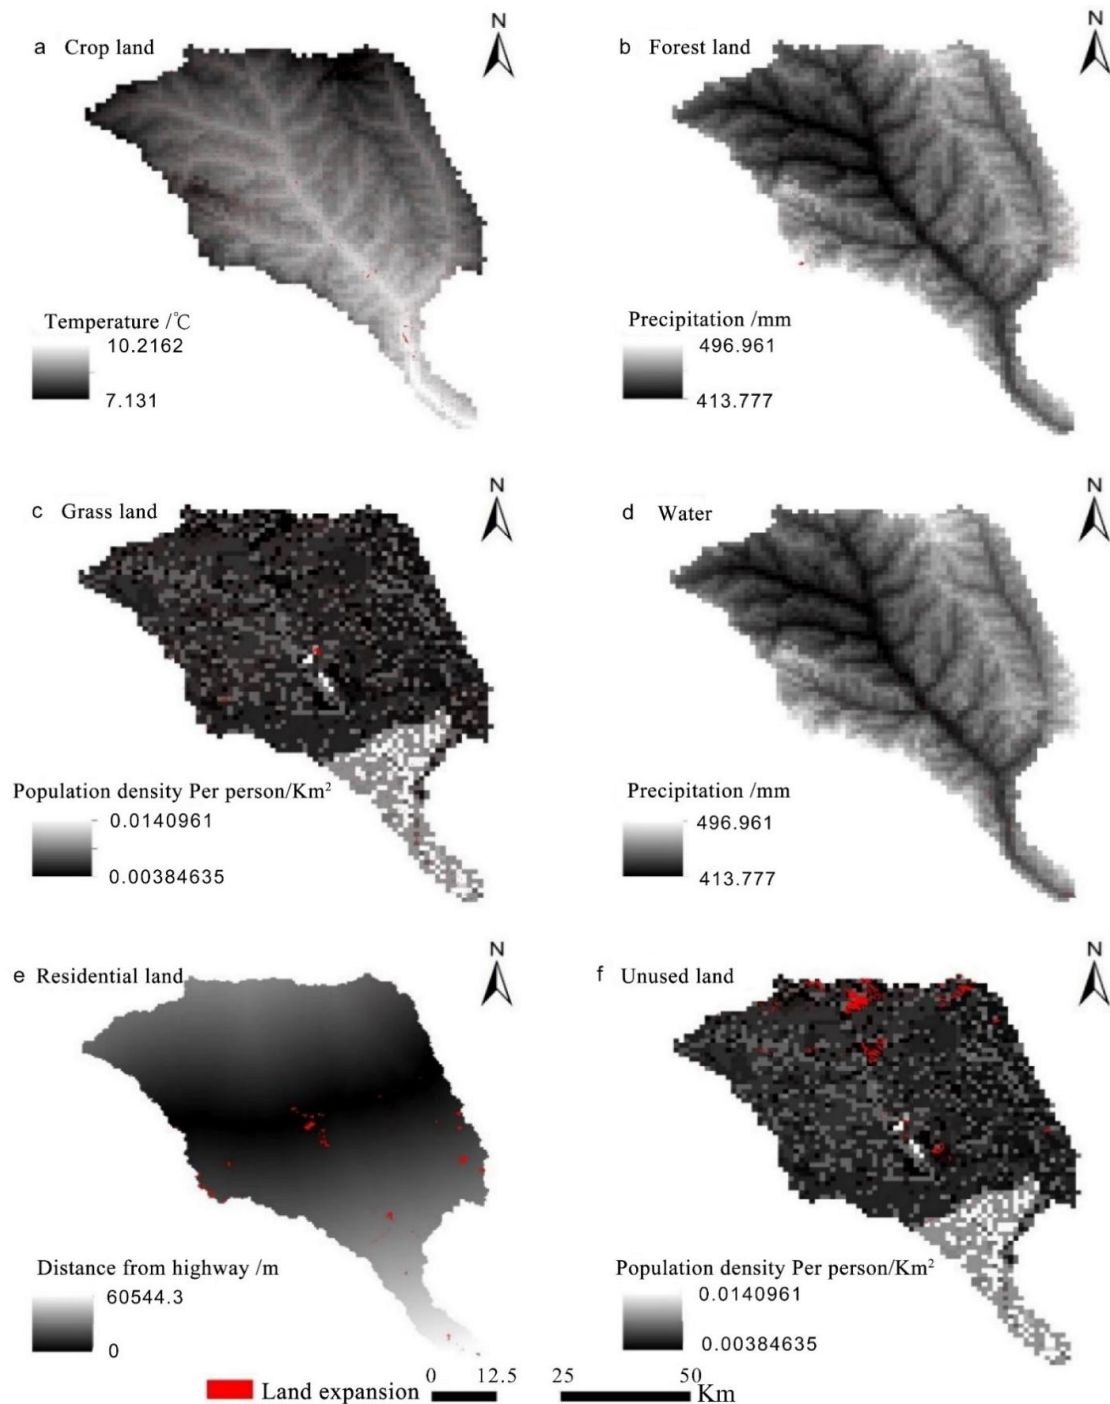 N
a Crop land
Temperature /℃
10.2162
7.131
N
b Forest land
Precipitation /mm
496.961
413.777
N
c Grass land
Population density Per person/Km²
0.0140961
0.00384635
N
d Water
Precipitation /mm
496.961
413.777
N
e Residential land
Distance from highway /m
60544.3
0
N
f Unused land
Population density Per person/Km²
0.0140961
0.00384635
Land expansion
0 12.5 25 50
Km